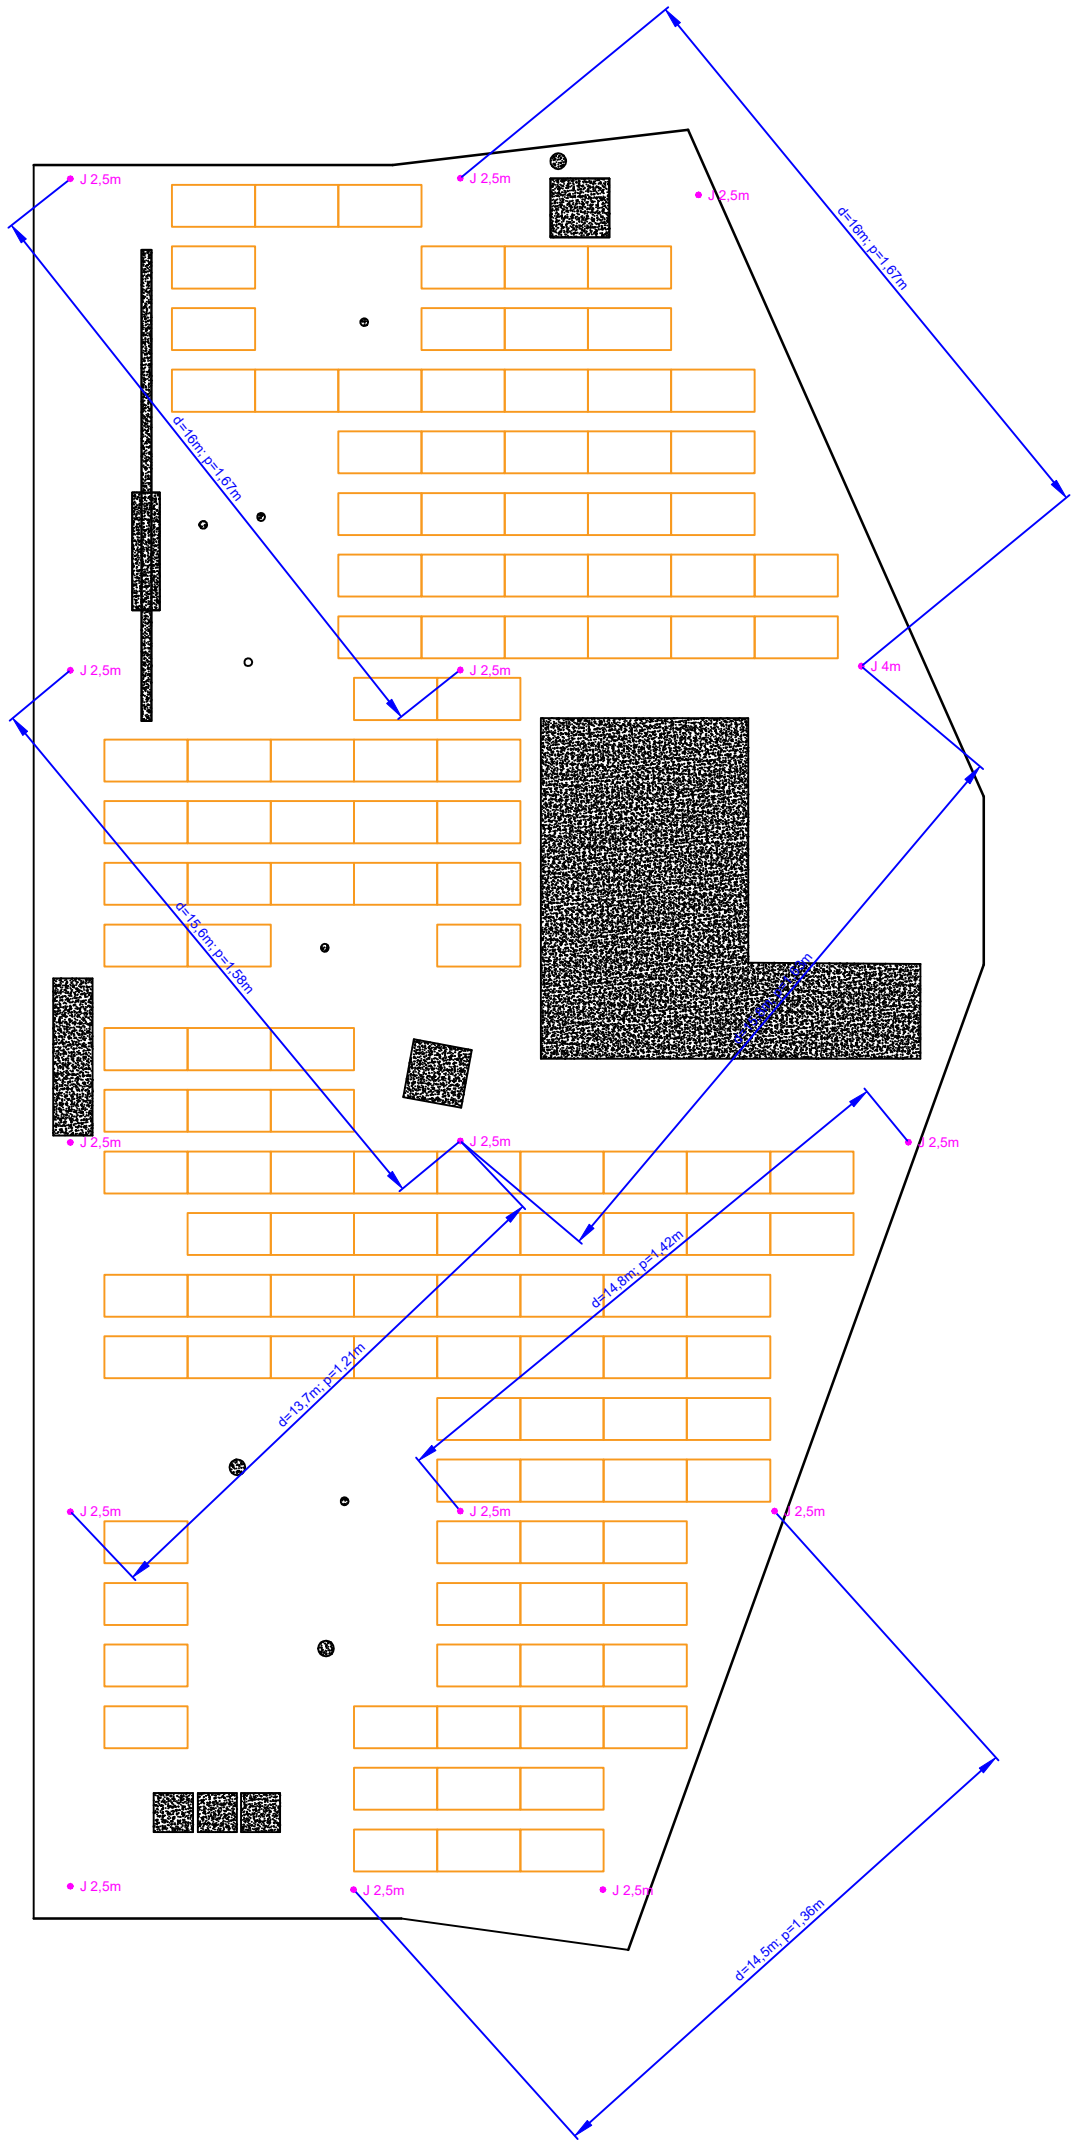 J 2,5m
J 2,5m
J 2,5m
d=16m; p=1,67m
d=16m; p=1,67m
J 2,5m
J 2,5m
J 4m
d=15,6m; p=1,58m
J 2,5m
J 2,5m
J 2,5m
d=14,8m; p=1,42m
d=13,7m; p=1,21m
J 2,5m
J 2,5m
J 2,5m
J 2,5m
J 2,5m
J 2,5m
d=14,5m; p=1,36m